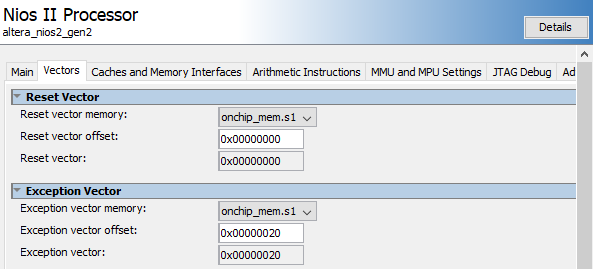 Nios II Processor
altera_nios2_gen2
Details
Main Vectors Caches and Memory Interfaces Arithmetic Instructions MMU and MPU Settings JTAG Debug Ad
Reset Vector
Reset vector memory: onchip_mem.s1
Reset vector offset: 0x00000000
Reset vector: 0x00000000
Exception Vector
Exception vector memory: onchip_mem.s1
Exception vector offset: 0x00000020
Exception vector: 0x00000020